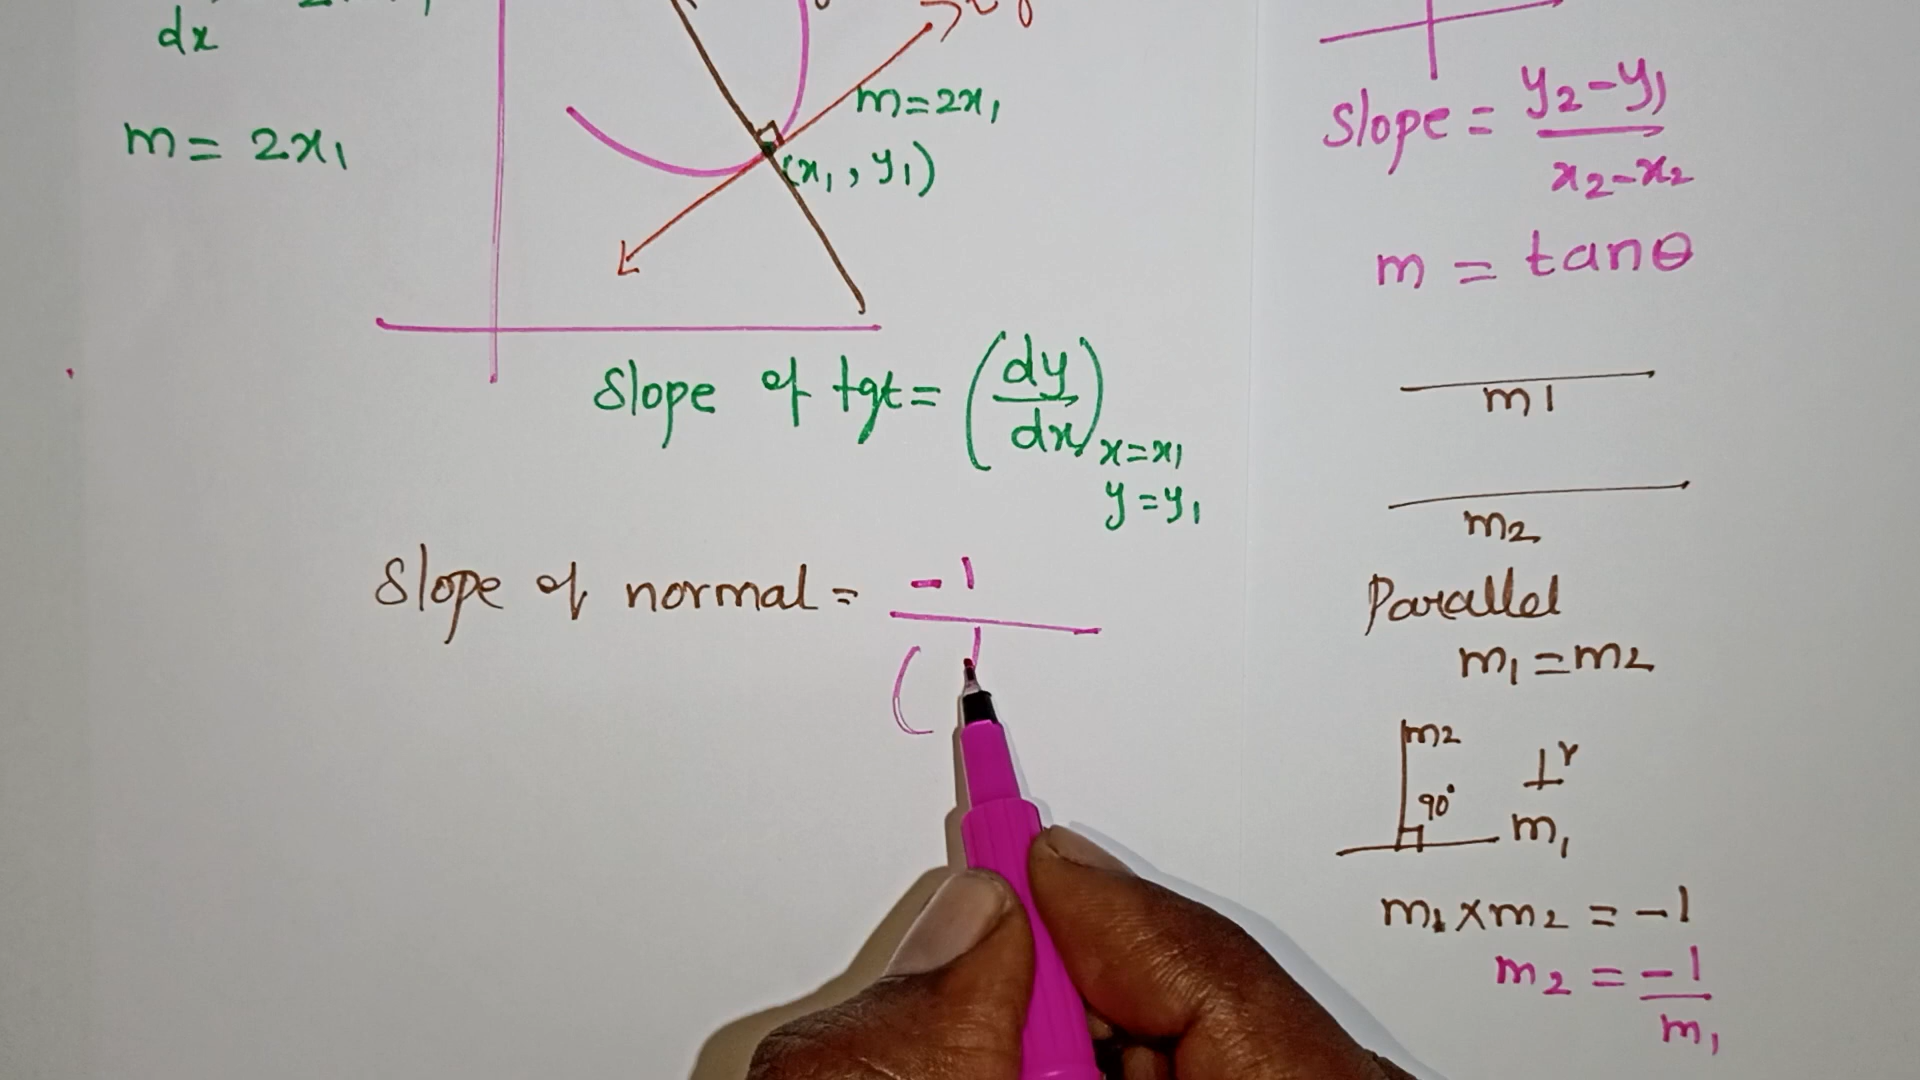 dx
m = 2x₁
m=2x₁
(x₁, y₁)
Slope of tgt = (dy/dx) x=x₁
y=y₁
Slope of normal = -1
(
Slope = y₂-y₁
x₂-x₂
m = tanθ
m1
m2
Parallel
m₁=m₂
m2
90°
⊥r
m₁
m₁×m₂ = -1
m₂ = -1
m₁